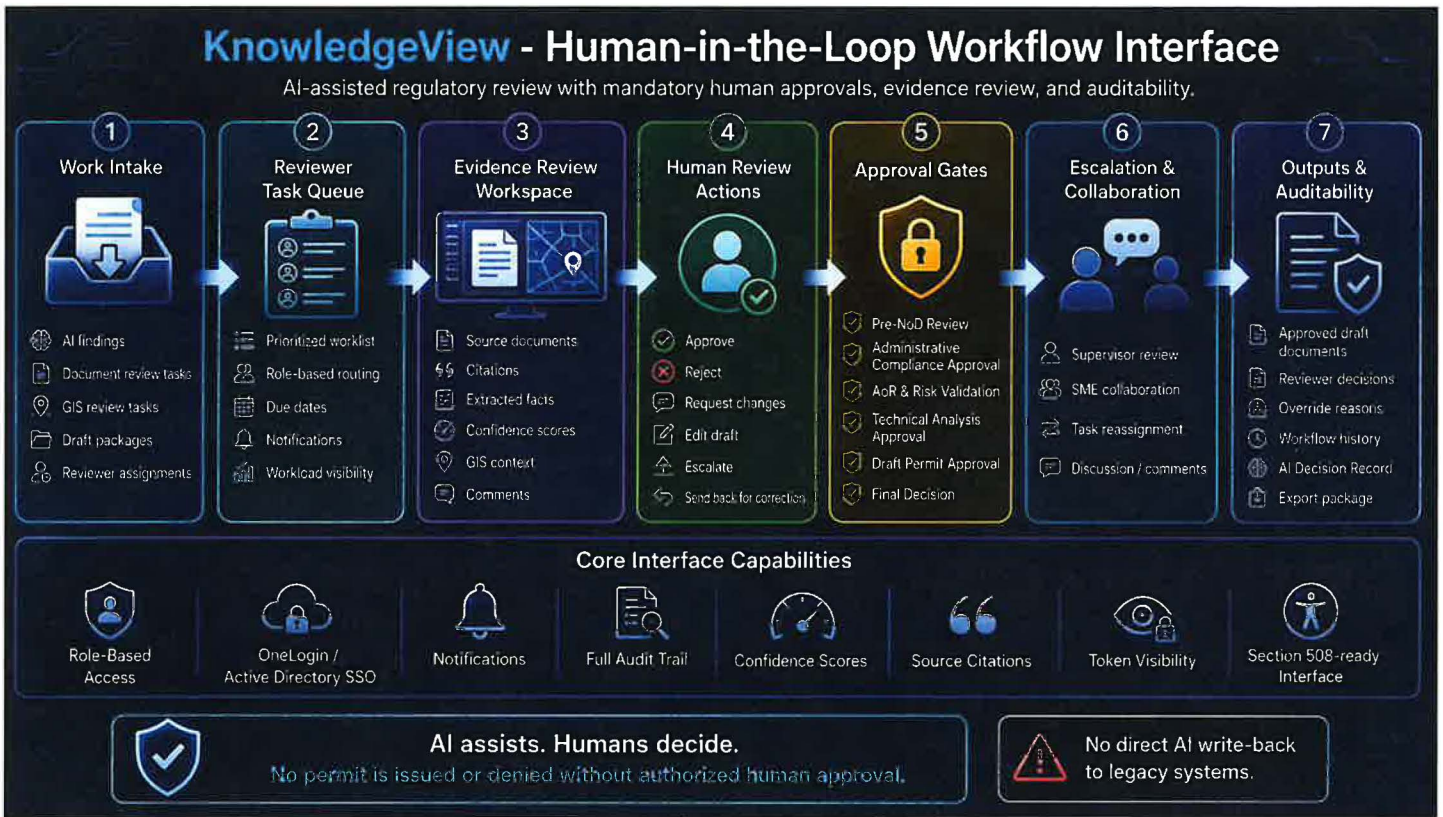 KnowledgeView - Human-in-the-Loop Workflow Interface
AI-assisted regulatory review with mandatory human approvals, evidence review, and auditability.
1
Work Intake
AI findings
Document review tasks
GIS review tasks
Draft packages
Reviewer assignments
2
Reviewer
Task Queue
Prioritized worklist
Role-based routing
Due dates
Notifications
Workload visibility
3
Evidence Review
Workspace
Source documents
Citations
Extracted facts
Confidence scores
GIS context
Comments
4
Human Review
Actions
Approve
Reject
Request changes
Edit draft
Escalate
Send back for correction
5
Approval Gates
Pre-NoD Review
Administrative
Compliance Approval
AoR & Risk Validation
Technical Analysis
Approval
Draft Permit Approval
Final Decision
6
Escalation &
Collaboration
Supervisor review
SME collaboration
Task reassignment
Discussion / comments
7
Outputs &
Auditability
Approved draft
documents
Reviewer decisions
Override reasons
Workflow history
AI Decision Record
Export package
Core Interface Capabilities
Role-Based
Access
OneLogin /
Active Directory SSO
Notifications
Full Audit Trail
Confidence Scores
Source Citations
Token Visibility
Section 508-ready
Interface
AI assists. Humans decide.
No permit is issued or denied without authorized human approval.
No direct AI write-back
to legacy systems.